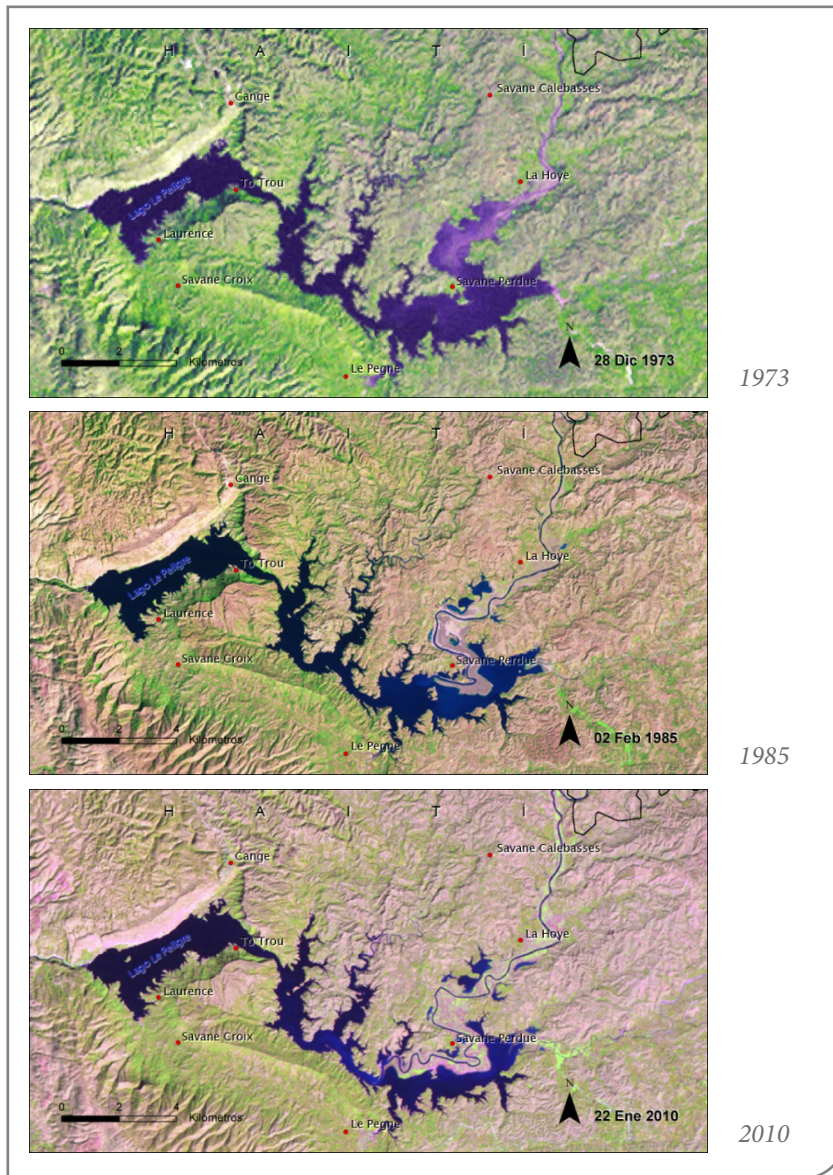 H A I T Í
Cange
Savane Calebasses
Lago Le Peligre
To Trou
La Hoye
Laurence
Savane Croix
Savane Perdue
N
0 2 4
Kilómetros
Le Pegne
28 Dic 1973
1973
H A I T Í
Cange
Savane Calebasses
Lago Le Peligre
To Trou
La Hoye
Laurence
Savane Croix
Savane Perdue
N
0 2 4
Kilómetros
Le Pegne
02 Feb 1985
1985
H A I T Í
Cange
Savane Calebasses
Lago Le Peligre
To Trou
La Hoye
Laurence
Savane Croix
Savane Perdue
N
0 2 4
Kilómetros
Le Pegne
22 Ene 2010
2010